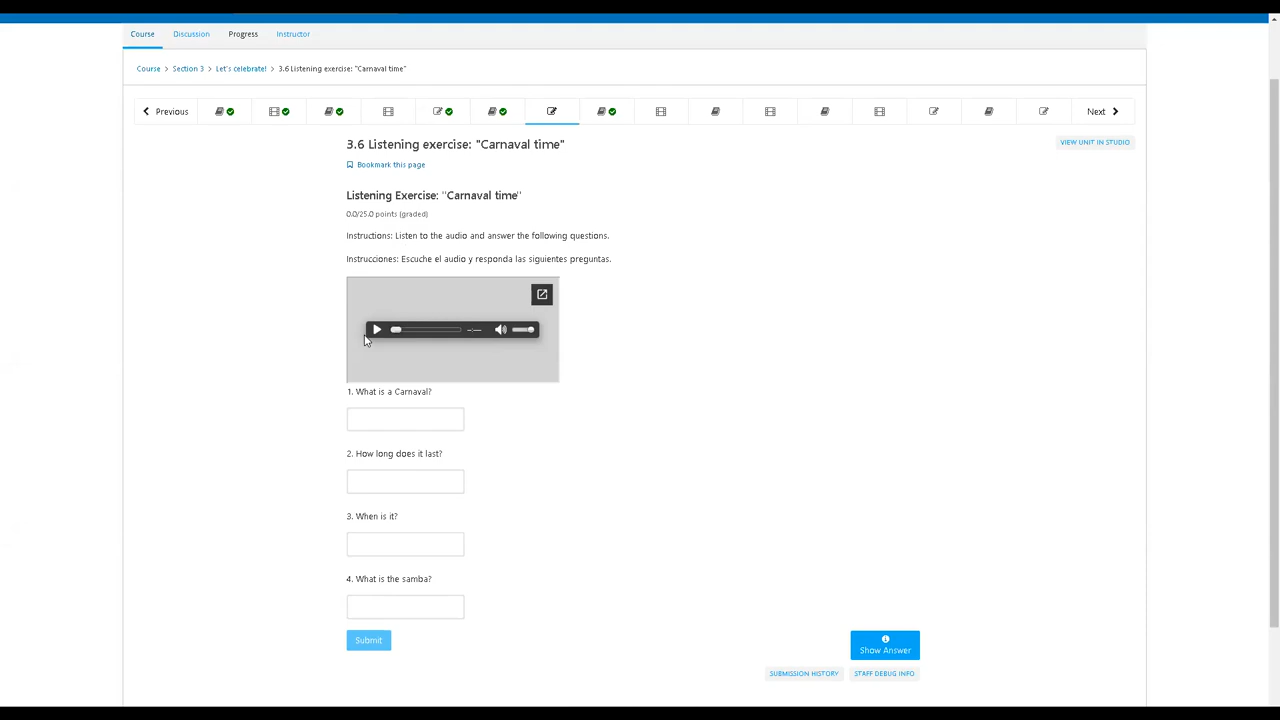 Course Discussion Progress Instructor
Course > Section 3 > Let's celebrate! > 3.6 Listening exercise: "Carnaval time"
Previous
Next
3.6 Listening exercise: "Carnaval time"
VIEW UNIT IN STUDIO
Bookmark this page
Listening Exercise: "Carnaval time"
0.0/25.0 points (graded)
Instructions: Listen to the audio and answer the following questions.
Instrucciones: Escuche el audio y responda las siguientes preguntas.
--:--
1. What is a Carnaval?
2. How long does it last?
3. When is it?
4. What is the samba?
Submit
Show Answer
SUBMISSION HISTORY STAFF DEBUG INFO